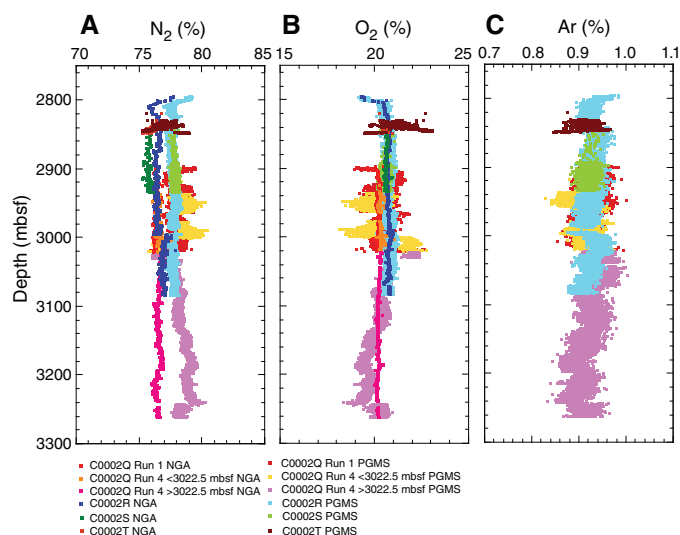 A N2 (%) B O2 (%) C Ar (%)
70 75 80 85 15 20 25 0.7 0.8 0.9 1.0 1.1
Depth (mbsf)
2800
2900
3000
3100
3200
3300
C0002Q Run 1 NGA
C0002Q Run 4 <3022.5 mbsf NGA
C0002Q Run 4 >3022.5 mbsf NGA
C0002R NGA
C0002S NGA
C0002T NGA
C0002Q Run 1 PGMS
C0002Q Run 4 <3022.5 mbsf PGMS
C0002Q Run 4 >3022.5 mbsf PGMS
C0002R PGMS
C0002S PGMS
C0002T PGMS